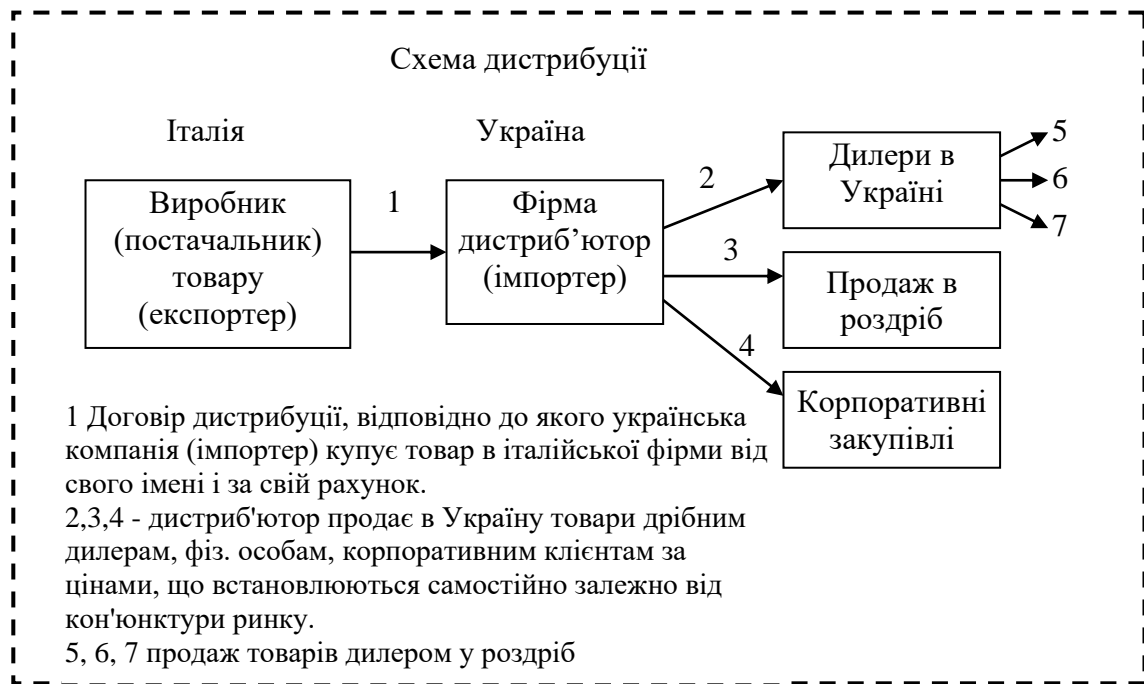 Схема дистрибуції
Італія
Україна
Виробник
(постачальник)
товару
(експортер)
1
Фірма
дистриб’ютор
(імпортер)
2
3
4
Дилери в
Україні
5
6
7
Продаж в
роздріб
Корпоративні
закупівлі
1 Договір дистрибуції, відповідно до якого українська
компанія (імпортер) купує товар в італійської фірми від
свого імені і за свій рахунок.
2,3,4 - дистриб'ютор продає в Україну товари дрібним
дилерам, фіз. особам, корпоративним клієнтам за
цінами, що встановлюються самостійно залежно від
кон'юнктури ринку.
5, 6, 7 продаж товарів дилером у роздріб